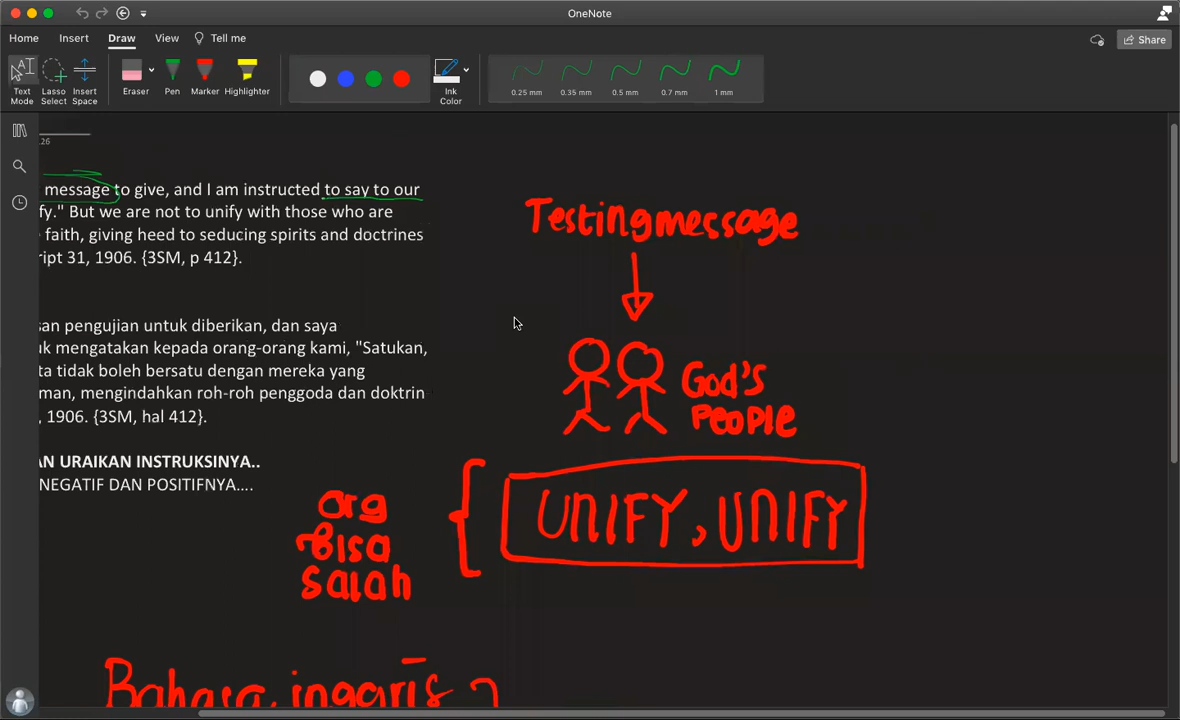 OneNote
Home Insert Draw View Tell me
Share
Text Mode
Lasso Select
Insert Space
Eraser
Pen
Marker
Highlighter
Ink Color
0.25 mm
0.35 mm
0.5 mm
0.7 mm
1 mm
.26
message to give, and I am instructed to say to our
fy." But we are not to unify with those who are
faith, giving heed to seducing spirits and doctrines
ript 31, 1906. {3SM, p 412}.
san pengujian untuk diberikan, dan saya
uk mengatakan kepada orang-orang kami, "Satukan,
ta tidak boleh bersatu dengan mereka yang
man, mengindahkan roh-roh penggoda dan doktrin
, 1906. {3SM, hal 412}.
AN URAIKAN INSTRUKSINYA..
NEGATIF DAN POSITIFNYA....
Testing message
God's
PEOPLE
org
Bisa
Salah
UNIFY, UNIFY
Bahasa inggris